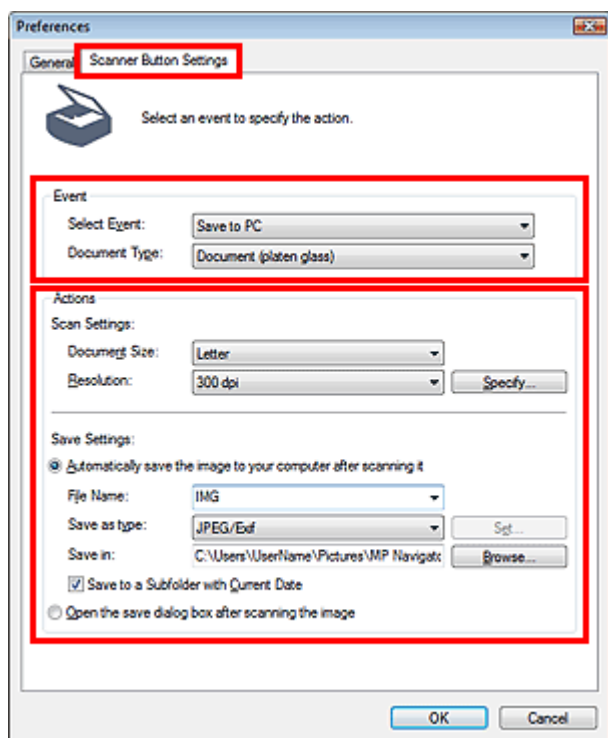 Preferences
General
Scanner Button Settings
Select an event to specify the action.
Event
Select Event: Save to PC
Document Type: Document (platen glass)
Actions
Scan Settings:
Document Size: Letter
Resolution: 300 dpi Specify...
Save Settings:
Automatically save the image to your computer after scanning it
File Name: IMG
Save as type: JPEG/Exif Set...
Save in: C:\Users\UserName\Pictures\MP Navigato Browse...
Save to a Subfolder with Current Date
Open the save dialog box after scanning the image
OK Cancel